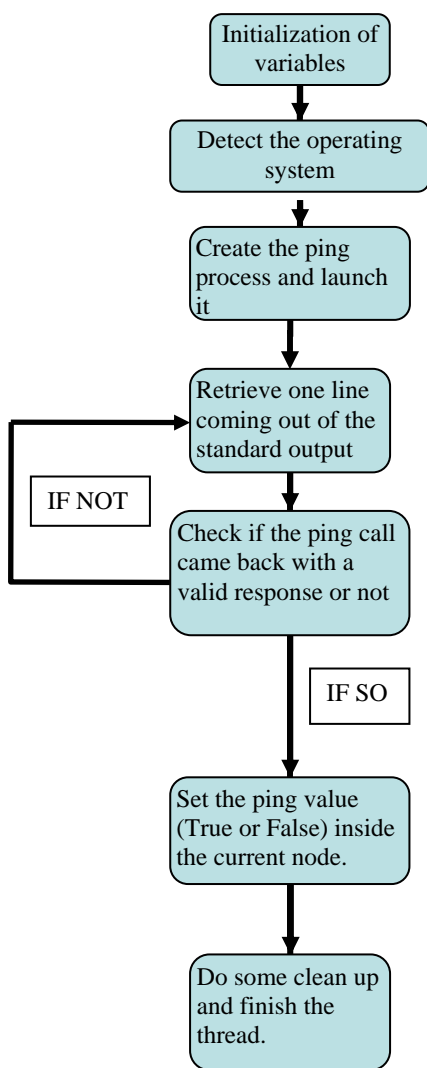 Initialization of
variables
Detect the operating
system
Create the ping
process and launch
it
Retrieve one line
coming out of the
standard output
IF NOT
Check if the ping call
came back with a
valid response or not
IF SO
Set the ping value
(True or False) inside
the current node.
Do some clean up
and finish the
thread.